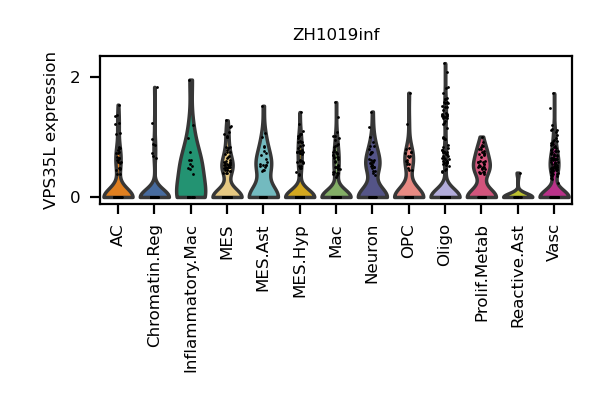 ZH1019inf
VPS35L expression
2
0
AC
Chromatin.Reg
Inflammatory.Mac
MES
MES.Ast
MES.Hyp
Mac
Neuron
OPC
Oligo
Prolif.Metab
Reactive.Ast
Vasc